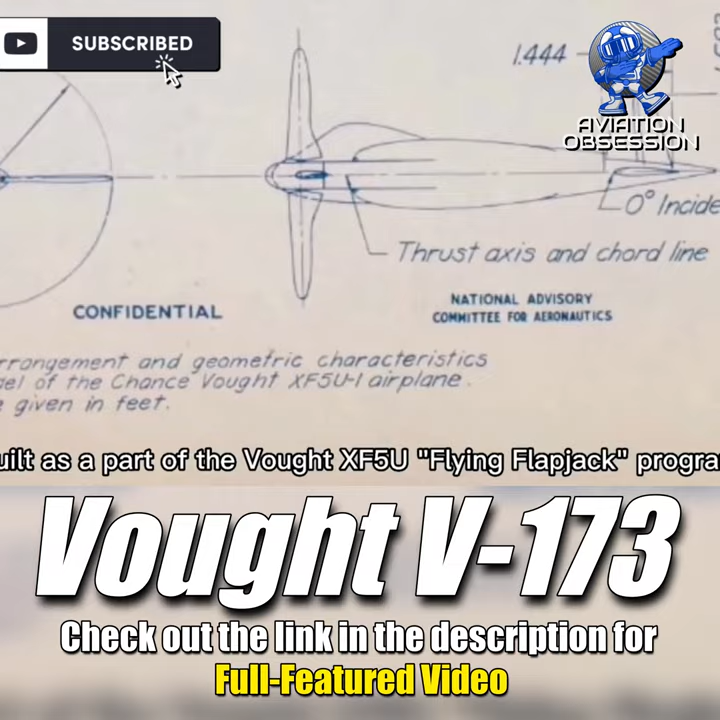 SUBSCRIBED
1.444
AVIATION
OBSESSION
0° Incide
Thrust axis and chord line
CONFIDENTIAL
NATIONAL ADVISORY
COMMITTEE FOR AERONAUTICS
rrangement and geometric characteristics
el of the Chance Vought XF5U-1 airplane.
given in feet.
uilt as a part of the Vought XF5U "Flying Flapjack" progra
Vought V-173
Check out the link in the description for
Full-Featured Video